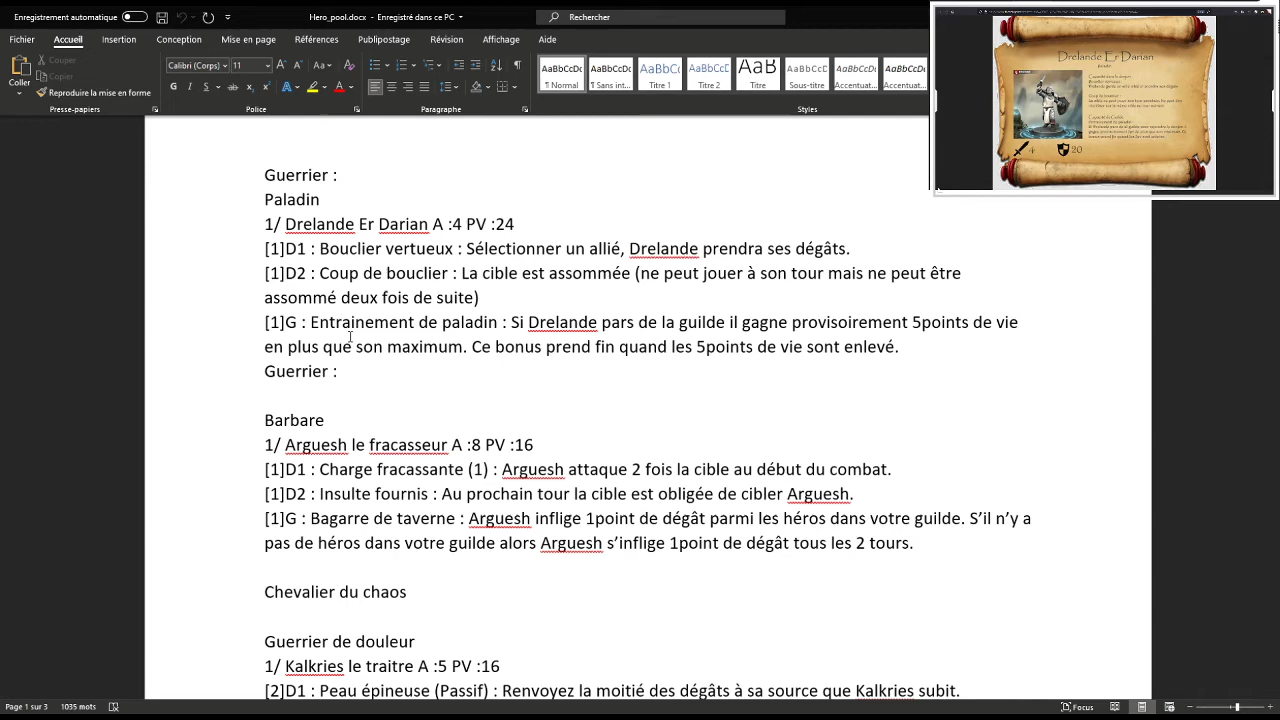 Enregistrement automatique
perso - PC
Rechercher
Fichier Accueil Insertion Conception Mise en page Publipostage Révision Affichage Aide
Coller
Couper
Copier
Reproduire la mise en forme
Calibri (Corps) 11
Presse-papiers Police Paragraphe Styles
AaBbCcDc AaBbCcDc AaBbC AaBbCcC AaB AaBbCcC AaBbCcDc AaBbCcDc
Normal Sans int... Titre 1 Titre 2 Titre Sous-titre Accentuat... Accentuat...
Drelande Er Darian
4 20
Guerrier :
Paladin
1/ Drelande Er Darian A :4 PV :24
[1]D1 : Bouclier vertueux : Sélectionner un allié, Drelande prendra ses dégâts.
[1]D2 : Coup de bouclier : La cible est assommée (ne peut jouer à son tour mais ne peut être
assommé deux fois de suite)
[1]G : Entrainement de paladin : Si Drelande pars de la guilde il gagne provisoirement 5points de vie
en plus que son maximum. Ce bonus prend fin quand les 5points de vie sont enlevé.
Guerrier :
Barbare
1/ Arguesh le fracasseur A :8 PV :16
[1]D1 : Charge fracassante (1) : Arguesh attaque 2 fois la cible au début du combat.
[1]D2 : Insulte fournis : Au prochain tour la cible est obligée de cibler Arguesh.
[1]G : Bagarre de taverne : Arguesh inflige 1point de dégât parmi les héros dans votre guilde. S’il n’y a
pas de héros dans votre guilde alors Arguesh s’inflige 1point de dégât tous les 2 tours.
Chevalier du chaos
Guerrier de douleur
1/ Kalkries le traitre A :5 PV :16
[2]D1 : Peau épineuse (Passif) : Renvoyez la moitié des dégâts à sa source que Kalkries subit.
Page 1 sur 3 1035 mots Focus